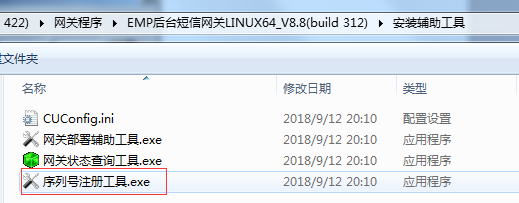 422) ▸ 网关程序 ▸ EMP后台短信网关LINUX64_V8.8(build 312) ▸ 安装辅助工具
文件夹
名称 修改日期 类型
CUConfig.ini 2018/9/12 20:10 配置设置
网关部署辅助工具.exe 2018/9/12 20:10 应用程序
网关状态查询工具.exe 2018/9/12 20:10 应用程序
序列号注册工具.exe 2018/9/12 20:10 应用程序